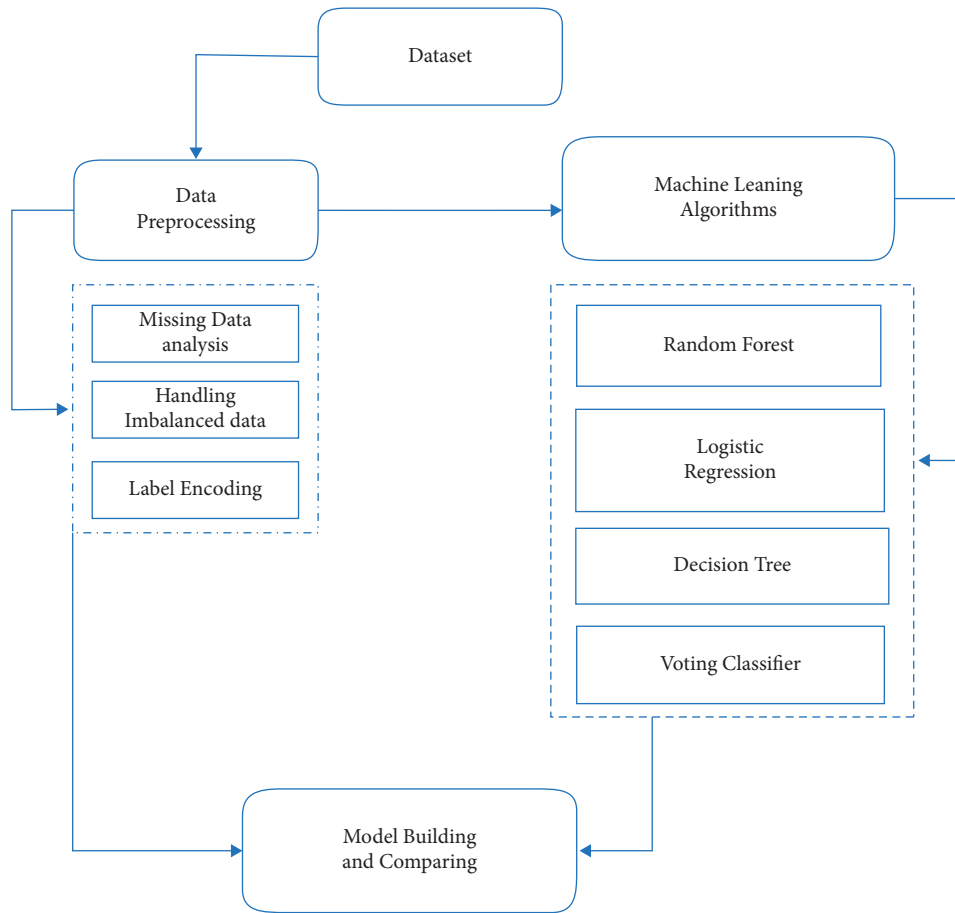 Dataset
Data
Preprocessing
Machine Leaning
Algorithms
Missing Data
analysis
Handling
Imbalanced data
Label Encoding
Random Forest
Logistic
Regression
Decision Tree
Voting Classifier
Model Building
and Comparing